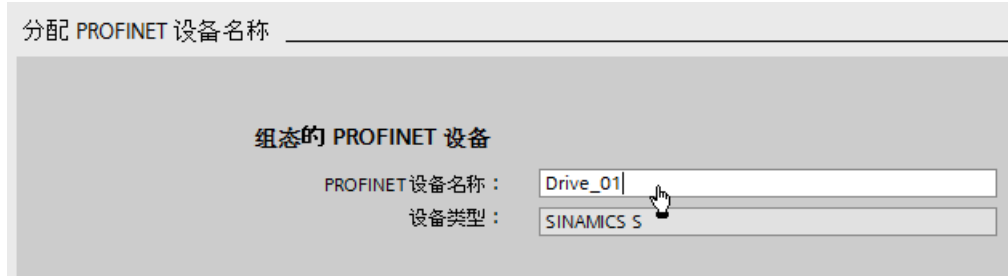 分配 PROFINET 设备名称
组态的 PROFINET 设备
PROFINET设备名称： Drive_01
设备类型： SINAMICS S